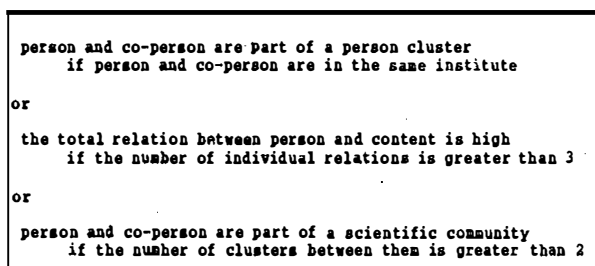 person and co-person are part of a person cluster
if person and co-person are in the same institute
or
the total relation between person and content is high
if the number of individual relations is greater than 3
or
person and co-person are part of a scientific community
if the number of clusters between them is greater than 2